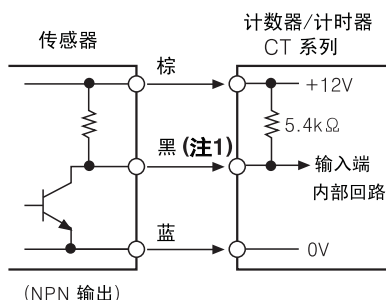 计数器/计时器
CT 系列
传感器
棕
+12V
5.4kΩ
黑 (注1)
输入端
内部回路
蓝
0V
(NPN 输出)